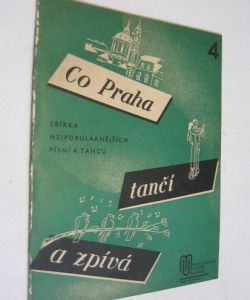 4
Co Praha
SBÍRKA
NEJPOPULÁRNĚJŠÍCH
PÍSNÍ A TANCŮ
tančí
a zpívá